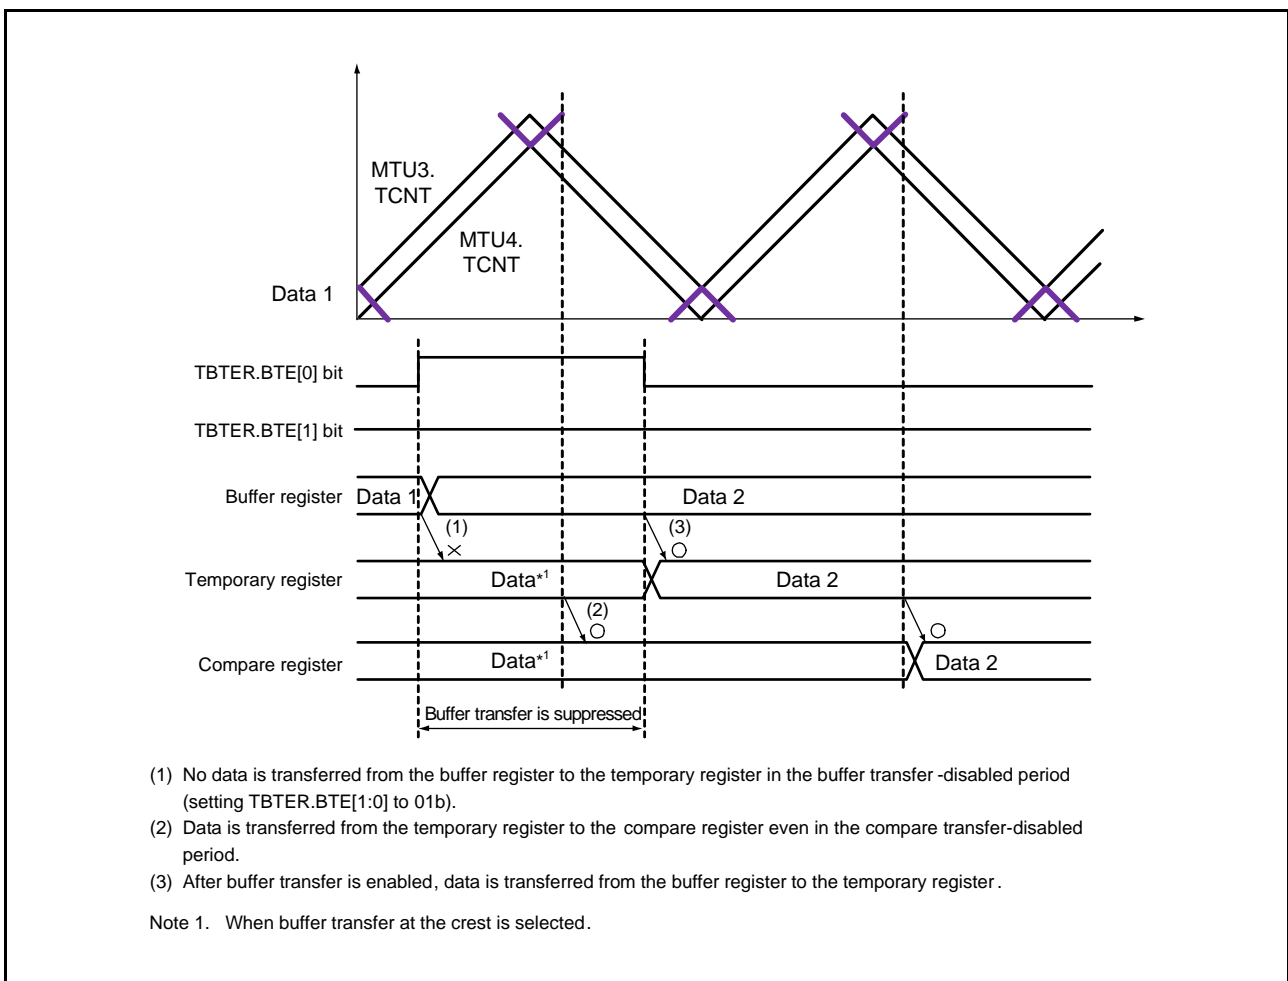 MTU3.
TCNT
MTU4.
TCNT
Data 1
TBTER.BTE[0] bit
TBTER.BTE[1] bit
Buffer register
Data 1
Data 2
(1)
(3)
Temporary register
Data*1
Data 2
(2)
Compare register
Data*1
Data 2
Buffer transfer is suppressed
(1) No data is transferred from the buffer register to the temporary register in the buffer transfer -disabled period
(setting TBTER.BTE[1:0] to 01b).
(2) Data is transferred from the temporary register to the compare register even in the compare transfer-disabled
period.
(3) After buffer transfer is enabled, data is transferred from the buffer register to the temporary register.
Note 1. When buffer transfer at the crest is selected.